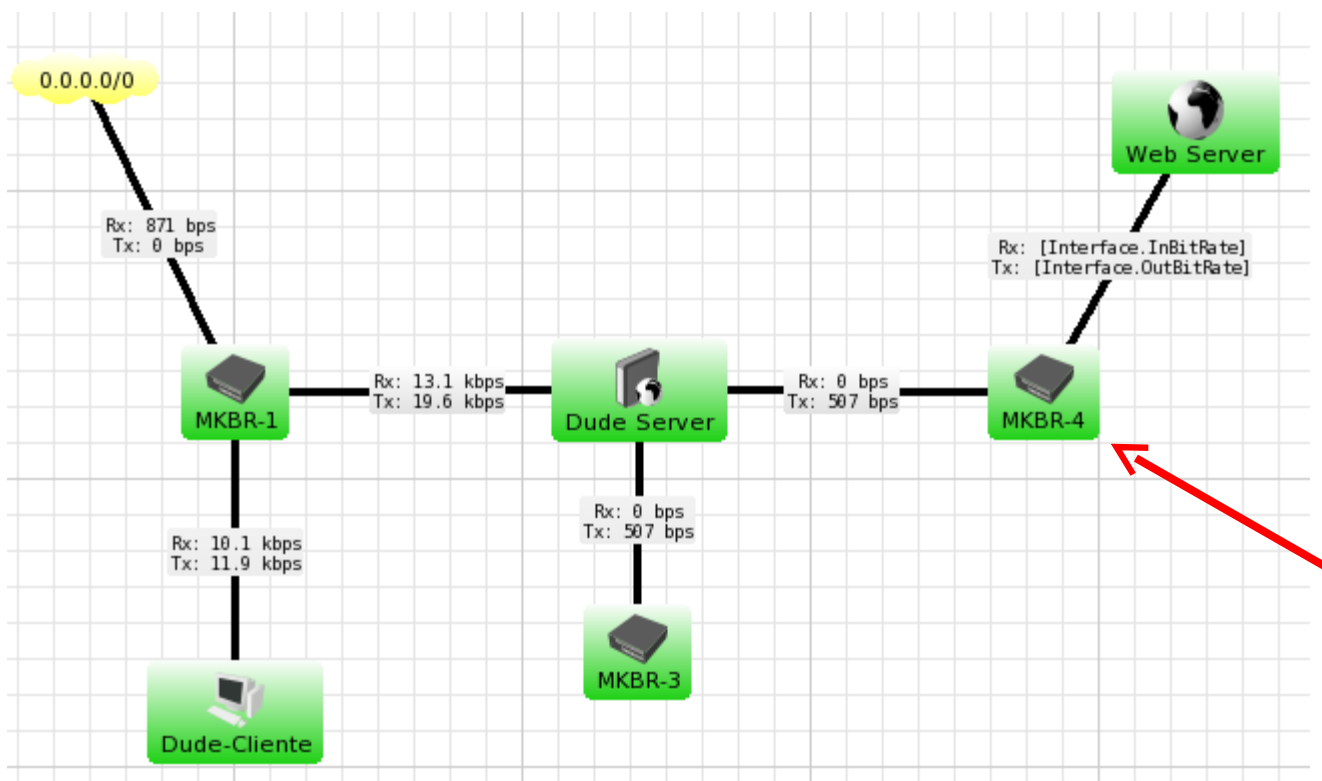 0.0.0.0/0
Web Server
Rx: 871 bps
Tx: 0 bps
Rx: [Interface.InBitRate]
Tx: [Interface.OutBitRate]
MKBR-1
Rx: 13.1 kbps
Tx: 19.6 kbps
Dude Server
Rx: 0 bps
Tx: 507 bps
MKBR-4
Rx: 10.1 kbps
Tx: 11.9 kbps
Rx: 0 bps
Tx: 507 bps
Dude-Cliente
MKBR-3